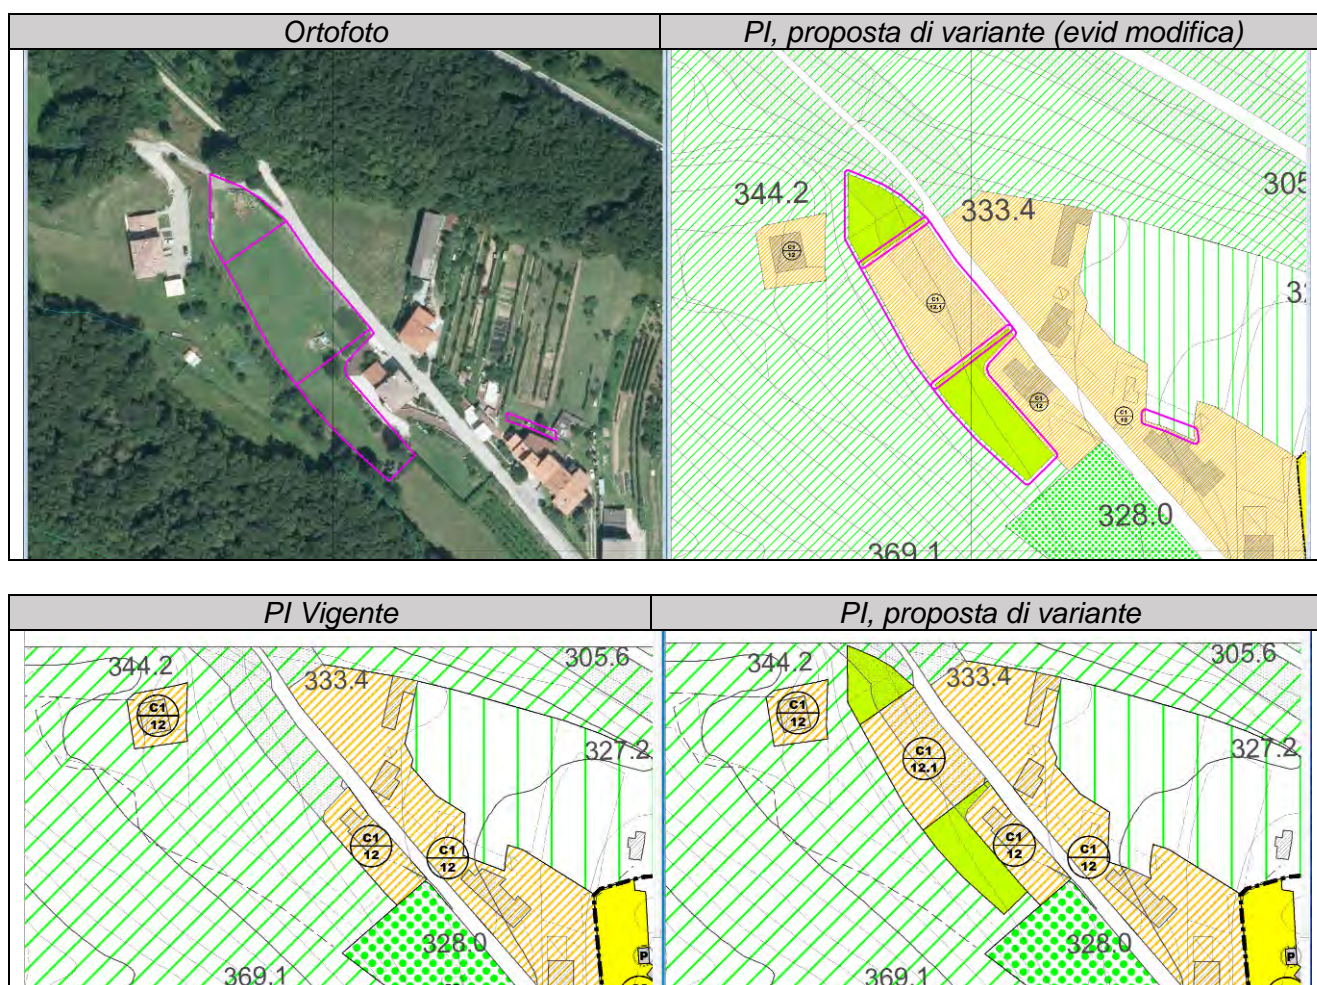 Ortofoto
PI, proposta di variante (evid modifica)
344.2
333.4
305
C1
12
C1
12.1
C1
12
C1
12
328.0
369.1
PI Vigente
PI, proposta di variante
344.2
333.4
305.6
C1
12
327.2
C1
12
C1
12
328.0
P
369.1
344.2
333.4
305.6
C1
12
C1
12.1
327.2
C1
12
C1
12
328.0
P
369.1